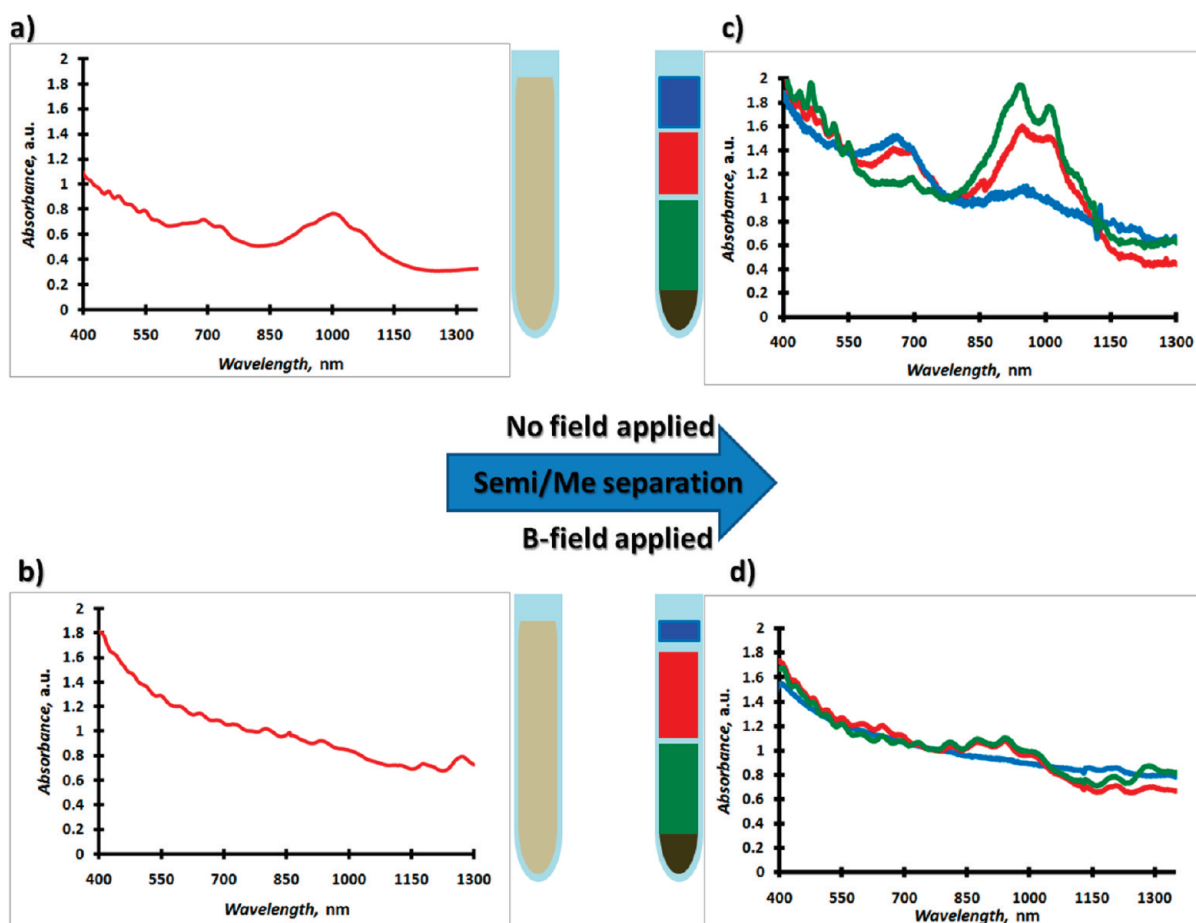 a)
2
1.8
1.6
1.4
1.2
1
0.8
0.6
0.4
0.2
0
Absorbance, a.u.
400 550 700 850 1000 1150 1300
Wavelength, nm
c)
2
1.8
1.6
1.4
1.2
1
0.8
0.6
0.4
0.2
0
Absorbance, a.u.
400 550 700 850 1000 1150 1300
Wavelength, nm
No field applied
Semi/Me separation
B-field applied
b)
2
1.8
1.6
1.4
1.2
1
0.8
0.6
0.4
0.2
0
Absorbance, a.u.
400 550 700 850 1000 1150 1300
Wavelength, nm
d)
2
1.8
1.6
1.4
1.2
1
0.8
0.6
0.4
0.2
0
Absorbance, a.u.
400 550 700 850 1000 1150 1300
Wavelength, nm